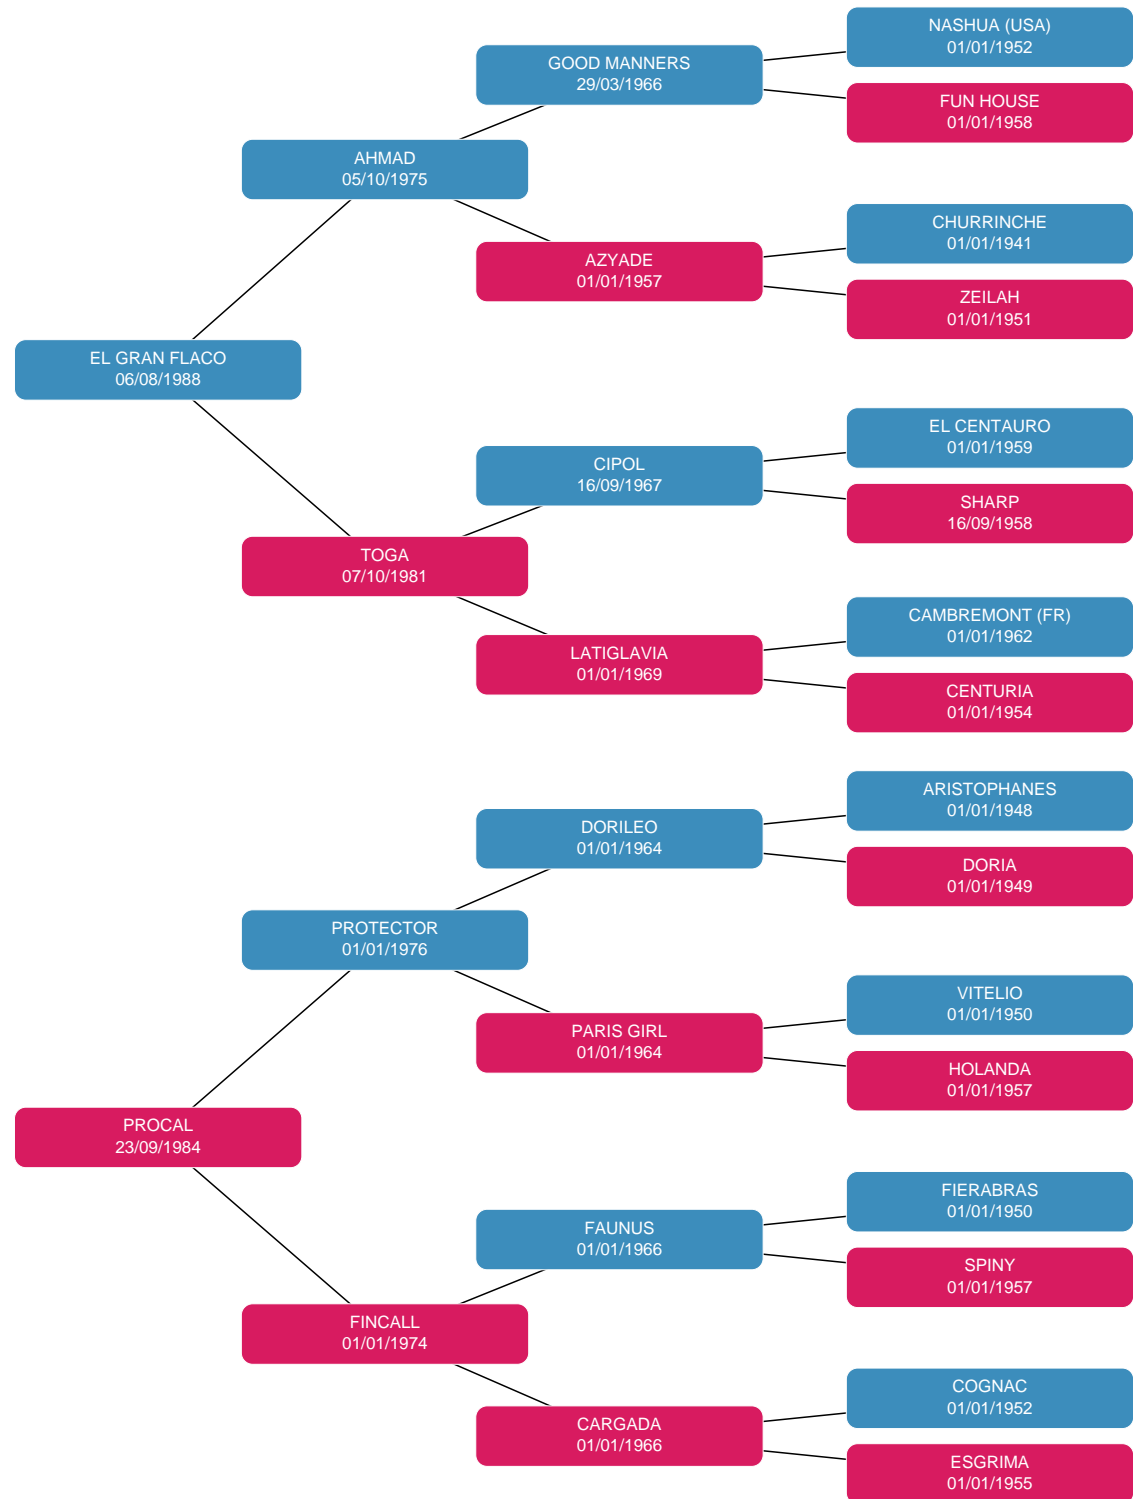 NASHUA (USA)
01/01/1952
GOOD MANNERS
29/03/1966
FUN HOUSE
01/01/1958
AHMAD
05/10/1975
CHURRINCHE
01/01/1941
AZYADE
01/01/1957
ZEILAH
01/01/1951
EL GRAN FLACO
06/08/1988
EL CENTAURO
01/01/1959
CIPOL
16/09/1967
SHARP
16/09/1958
TOGA
07/10/1981
CAMBREMONT (FR)
01/01/1962
LATIGLAVIA
01/01/1969
CENTURIA
01/01/1954
ARISTOPHANES
01/01/1948
DORILEO
01/01/1964
DORIA
01/01/1949
PROTECTOR
01/01/1976
VITELIO
01/01/1950
PARIS GIRL
01/01/1964
HOLANDA
01/01/1957
PROCAL
23/09/1984
FIERABRAS
01/01/1950
FAUNUS
01/01/1966
SPINY
01/01/1957
FINCALL
01/01/1974
COGNAC
01/01/1952
CARGADA
01/01/1966
ESGRIMA
01/01/1955